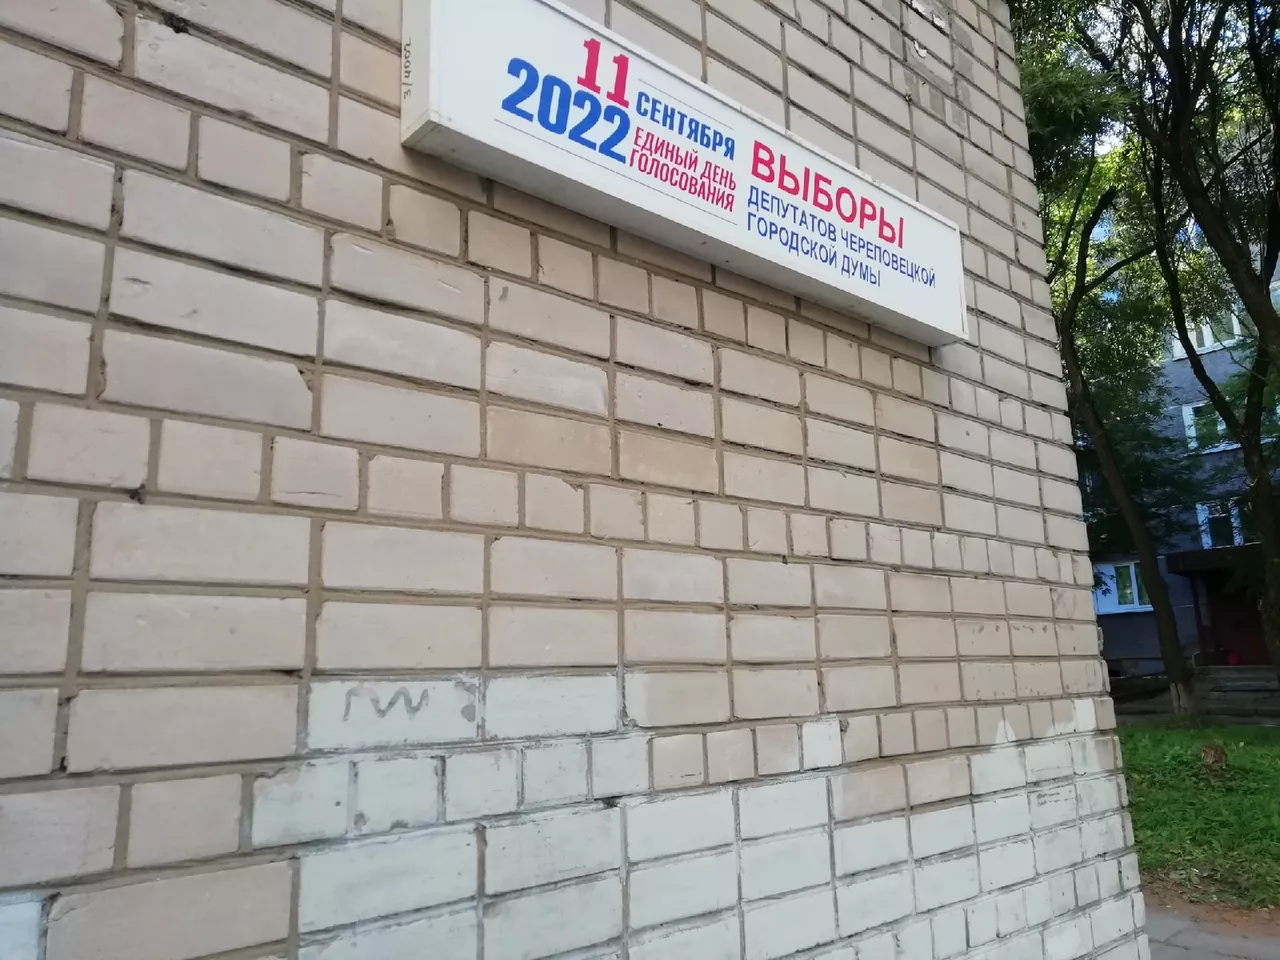 11
2022
СЕНТЯБРЯ
ЕДИНЫЙ ДЕНЬ
ГОЛОСОВАНИЯ
ВЫБОРЫ
ДЕПУТАТОВ ЧЕРЕПОВЕЦКОЙ
ГОРОДСКОЙ ДУМЫ